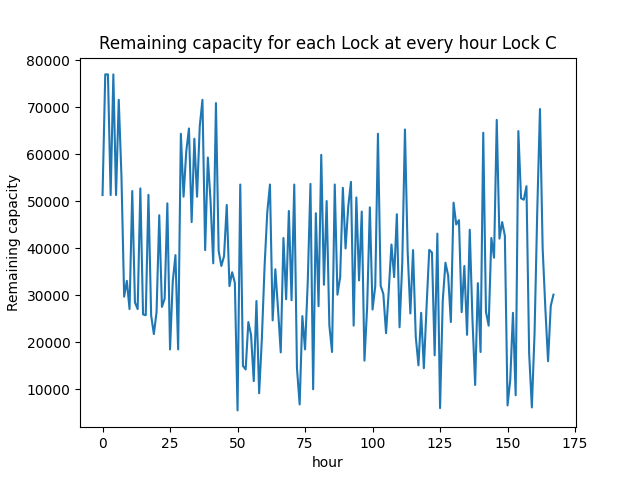 Remaining capacity for each Lock at every hour Lock C
80000
70000
60000
50000
40000
30000
20000
10000
Remaining capacity
0 25 50 75 100 125 150 175
hour